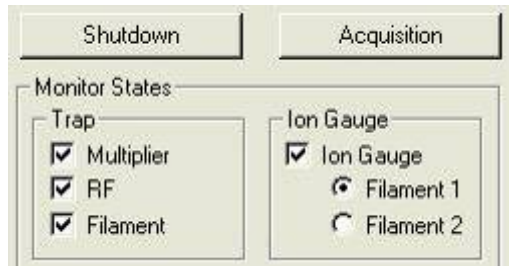 Shutdown Acquisition
Monitor States
Trap Ion Gauge
Multiplier Ion Gauge
RF Filament 1
Filament Filament 2